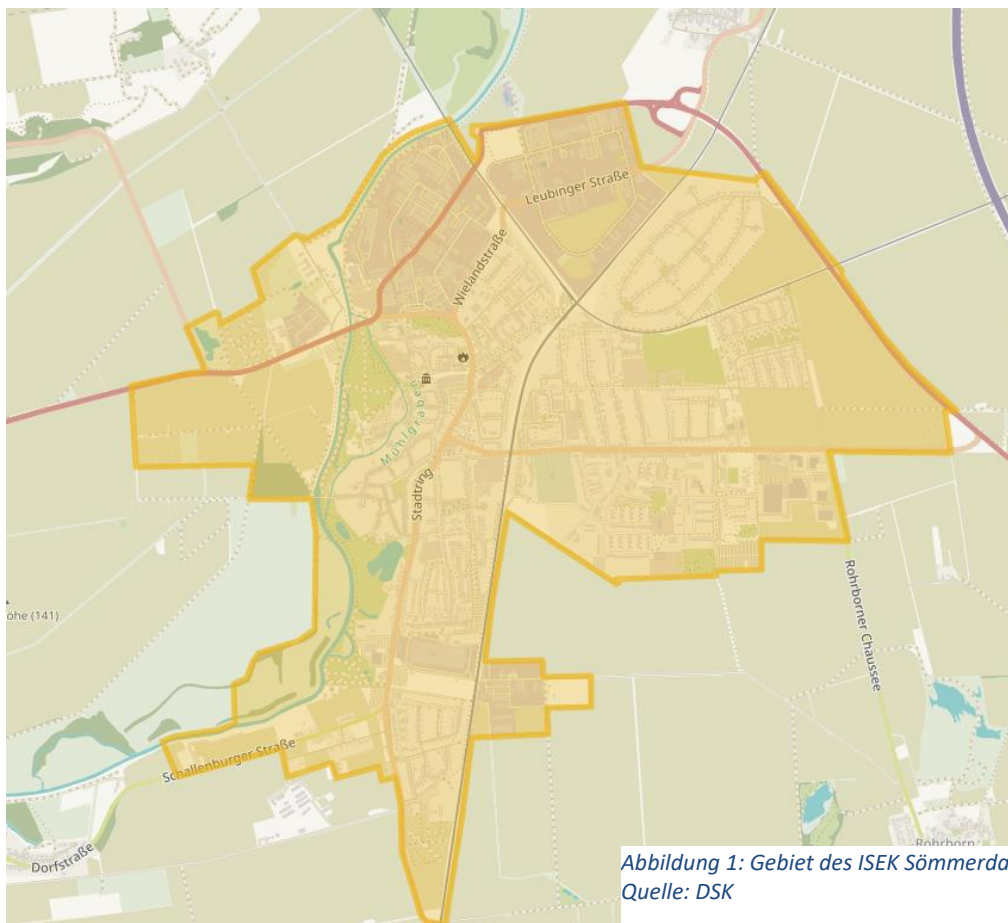 Leubinger Straße
Wielandstraße
Mühlgraben
Stadtring
Rohrborner Chaussee
öhe (141)
Schallenburger Straße
Dorfstraße
Rohrborn
Abbildung 1: Gebiet des ISEK Sömmerda
Quelle: DSK